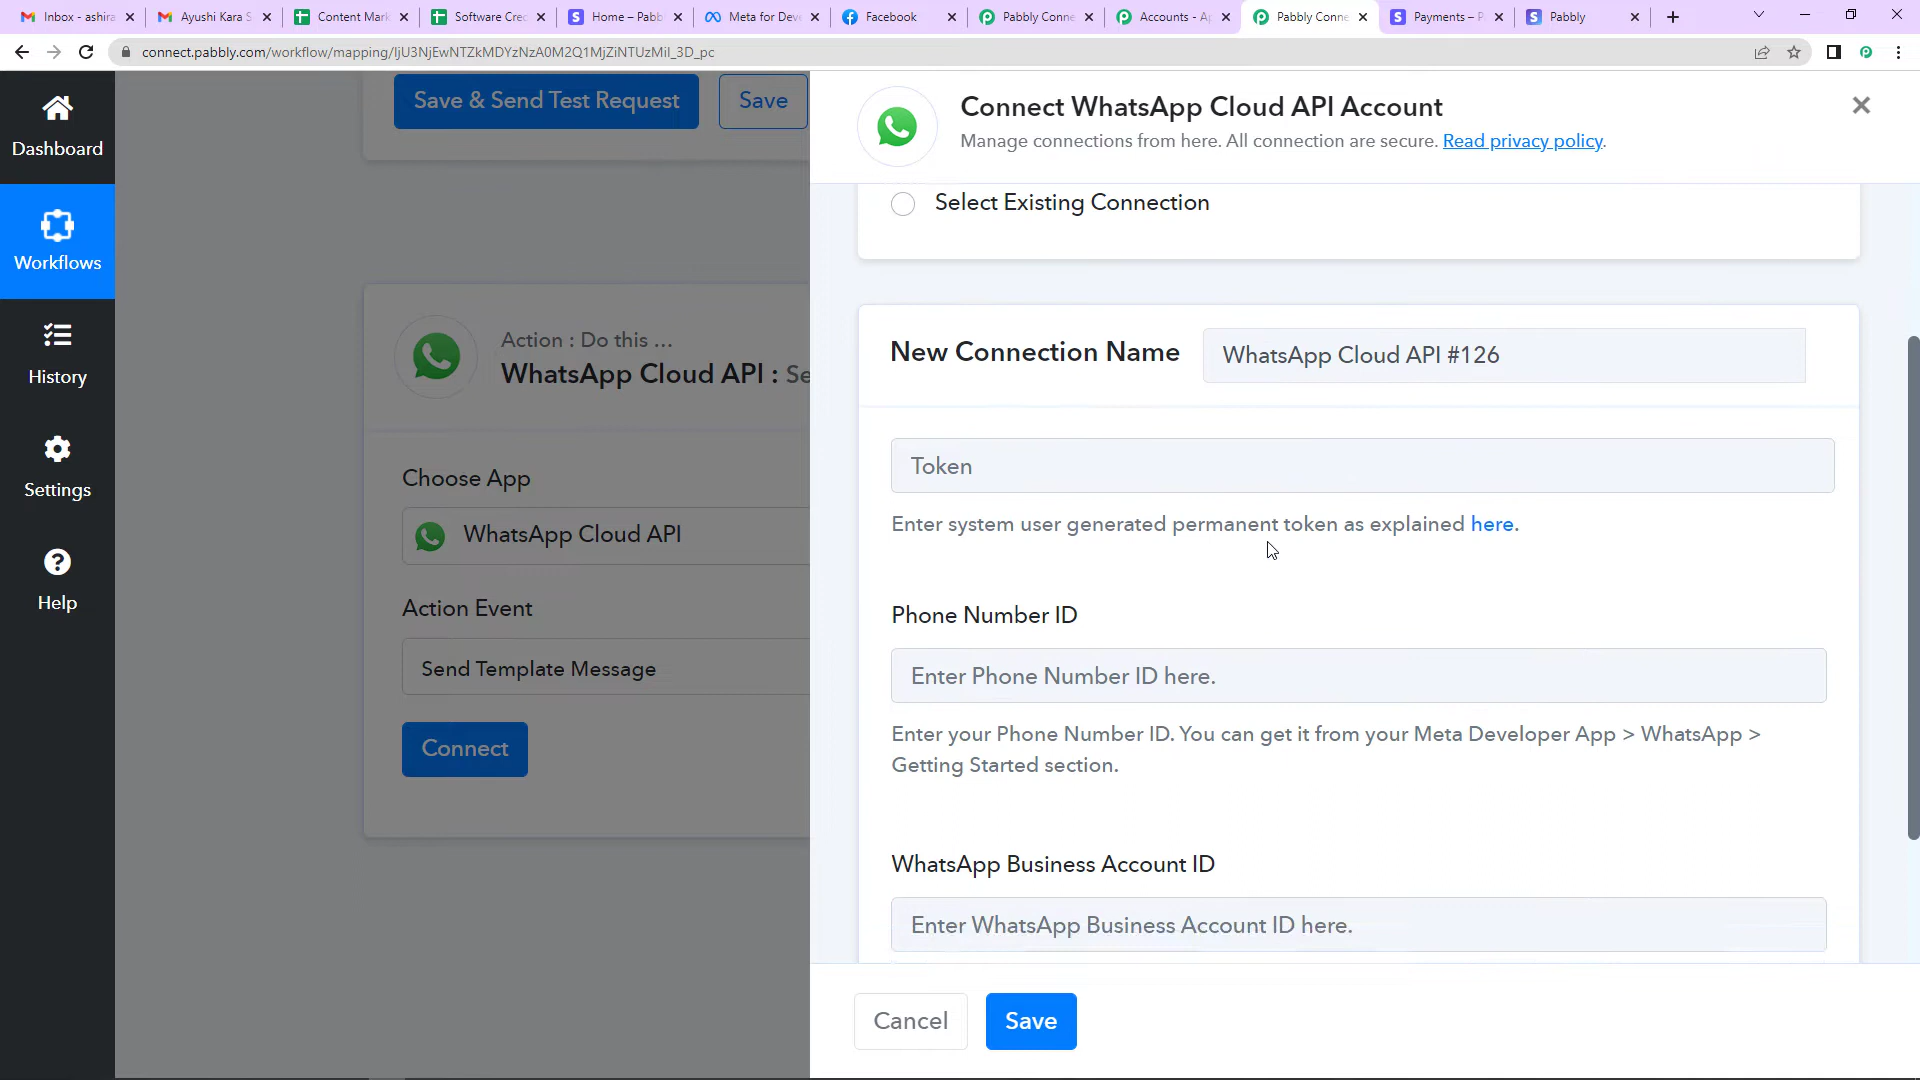 Inbox - ashira
Ayushi Kara S
Content Mark
Software Cred
Home – Pabb
Meta for Deve
Facebook
Pabbly Conne
Accounts - Ap
Pabbly Conne
Payments – P
Pabbly
connect.pabbly.com/workflow/mapping/IjU3NjEwNTZkMDYzNzA0M2Q1MjZiNTUzMiI_3D_pc
Dashboard
Workflows
History
Settings
Help
Save & Send Test Request
Save
Action : Do this ...
WhatsApp Cloud API : Se
Choose App
WhatsApp Cloud API
Action Event
Send Template Message
Connect
Connect WhatsApp Cloud API Account
Manage connections from here. All connection are secure. Read privacy policy.
Select Existing Connection
New Connection Name
WhatsApp Cloud API #126
Token
Enter system user generated permanent token as explained here.
Phone Number ID
Enter Phone Number ID here.
Enter your Phone Number ID. You can get it from your Meta Developer App > WhatsApp >
Getting Started section.
WhatsApp Business Account ID
Enter WhatsApp Business Account ID here.
Cancel
Save